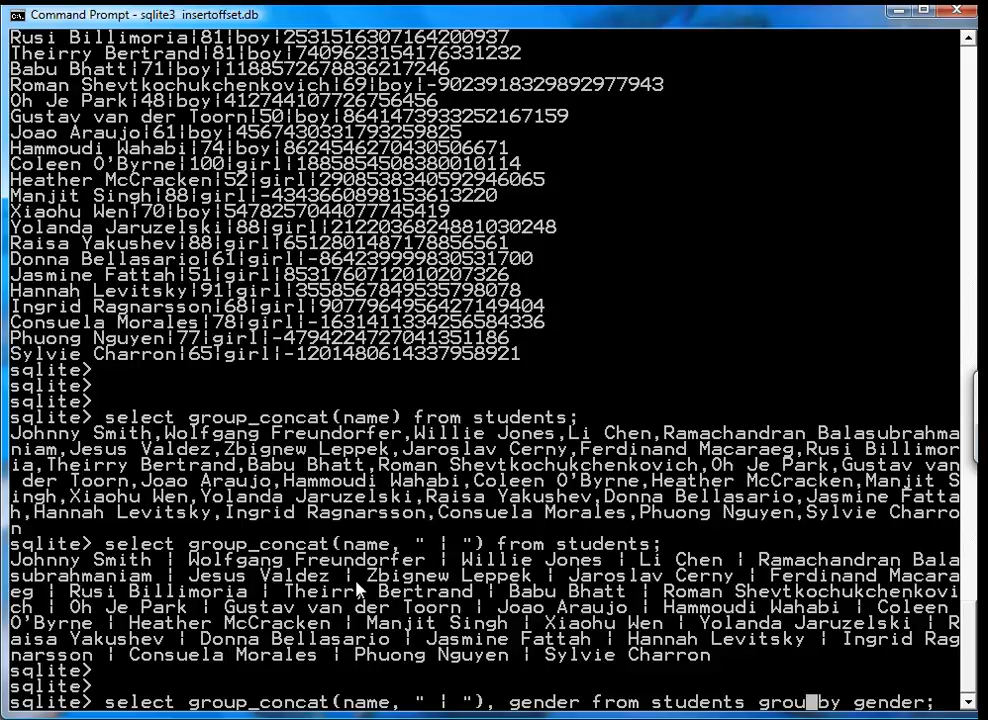 Command Prompt - sqlite3  insertoffset.db
Rusi Billimoria|81|boy|2531516307164200937
Theirry Bertrand|81|boy|7409623154176331232
Babu Bhatt|71|boy|1188572678836217246
Roman Shevtkochukchenkovich|69|boy|-9023918329892977943
Oh Je Park|48|boy|412744107726756456
Gustav van der Toorn|50|boy|8641473933252167159
Joao Araujo|61|boy|4567430331793259825
Hammoudi Wahabi|74|boy|8624546270430506671
Coleen O'Byrne|100|girl|1885854508380010114
Heather McCracken|52|girl|2908538340592946065
Manjit Singh|88|girl|-434366089815361322​0
Xiaohu Wen|70|boy|5478257044077745419
Yolanda Jaruzelski|88|girl|2122036824881030248
Raisa Yakushev|88|girl|6512801487178856561
Donna Bellasario|61|girl|-864239999830531700
Jasmine Fattah|51|girl|8531760712010207326
Hannah Levitsky|91|girl|3558567849535798078
Ingrid Ragnarsson|68|girl|9077964956427149404
Consuela Morales|78|girl|-1631411334256584336
Phuong Nguyen|77|girl|-4794224727041351186
Sylvie Charron|65|girl|-1201480614337958921
sqlite>
sqlite>
sqlite>
sqlite> select group_concat(name) from students;
Johnny Smith,Wolfgang Freundorfer,Willie Jones,Li Chen,Ramachandran Balasubrahma
niam,Jesus Valdez,Zbignew Leppek,Jaroslav Cerny,Ferdinand Macaraeg,Rusi Billimor
ia,Theirry Bertrand,Babu Bhatt,Roman Shevtkochukchenkovich,Oh Je Park,Gustav van
 der Toorn,Joao Araujo,Hammoudi Wahabi,Coleen O'Byrne,Heather McCracken,Manjit S
ingh,Xiaohu Wen,Yolanda Jaruzelski,Raisa Yakushev,Donna Bellasario,Jasmine Fatta
h,Hannah Levitsky,Ingrid Ragnarsson,Consuela Morales,Phuong Nguyen,Sylvie Charro
n
sqlite> select group_concat(name, " | ") from students;
Johnny Smith | Wolfgang Freundorfer | Willie Jones | Li Chen | Ramachandran Bala
subrahmaniam | Jesus Valdez | Zbignew Leppek | Jaroslav Cerny | Ferdinand Macara
eg | Rusi Billimoria | Theirry Bertrand | Babu Bhatt | Roman Shevtkochukchenkovi
ch | Oh Je Park | Gustav van der Toorn | Joao Araujo | Hammoudi Wahabi | Coleen
O'Byrne | Heather McCracken | Manjit Singh | Xiaohu Wen | Yolanda Jaruzelski | R
aisa Yakushev | Donna Bellasario | Jasmine Fattah | Hannah Levitsky | Ingrid Rag
narsson | Consuela Morales | Phuong Nguyen | Sylvie Charron
sqlite>
sqlite>
sqlite> select group_concat(name, " | "), gender from students grou by gender;